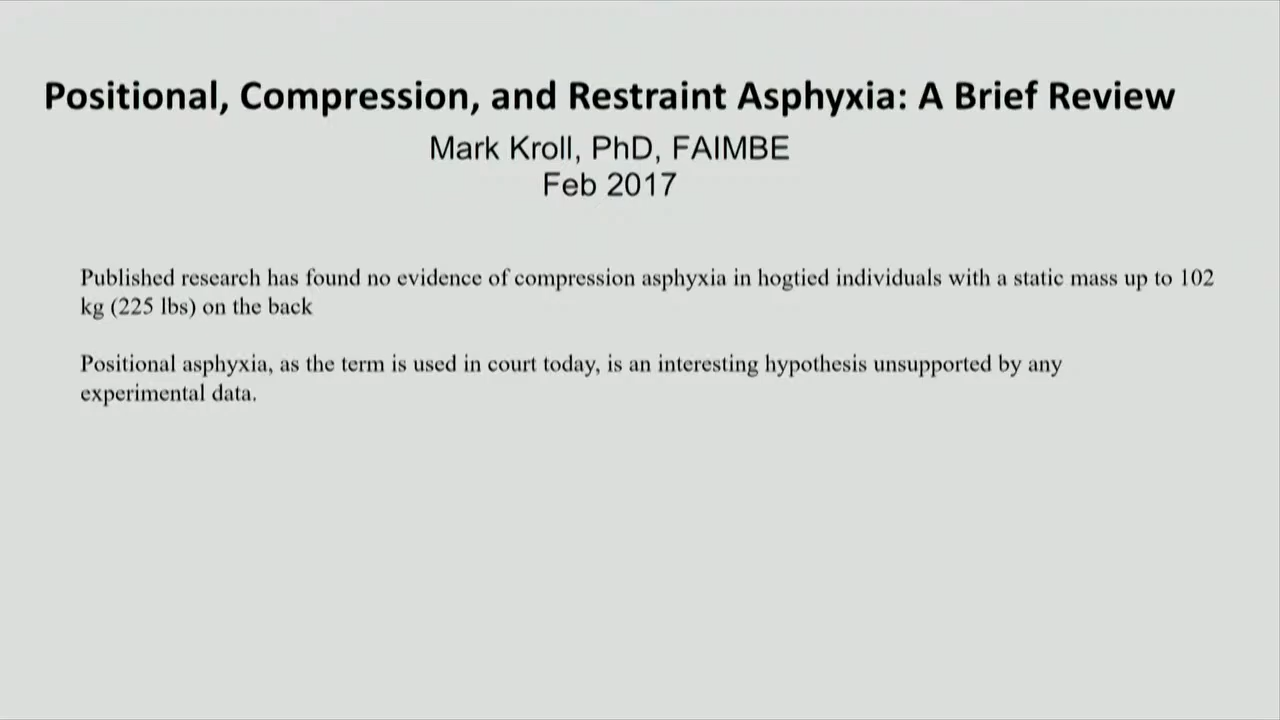 Positional, Compression, and Restraint Asphyxia: A Brief Review
Mark Kroll, PhD, FAIMBE
Feb 2017
Published research has found no evidence of compression asphyxia in hogtied individuals with a static mass up to 102
kg (225 lbs) on the back
Positional asphyxia, as the term is used in court today, is an interesting hypothesis unsupported by any
experimental data.